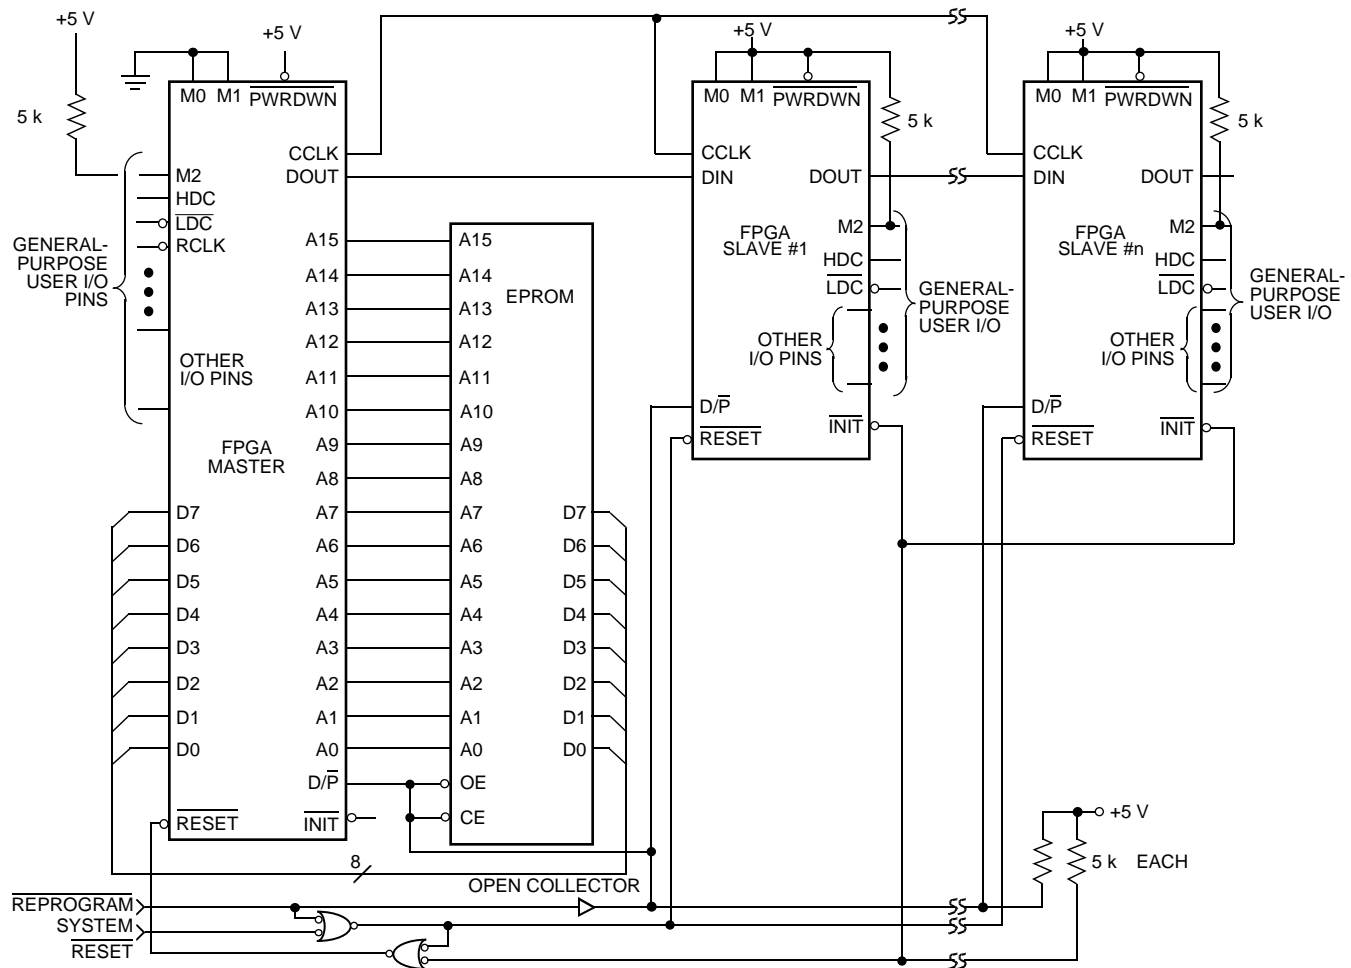 +5 V
+5 V
+5 V
+5 V
M0 M1 PWRDWN
M0 M1 PWRDWN
M0 M1 PWRDWN
5 k
5 k
5 k
CCLK
DOUT
CCLK
DIN
DOUT
CCLK
DIN
DOUT
M2
HDC
LDC
RCLK
GENERAL-
PURPOSE
USER I/O
PINS
OTHER
I/O PINS
FPGA
MASTER
A15
A14
A13
A12
A11
A10
A9
A8
A7
A6
A5
A4
A3
A2
A1
A0
D/P
INIT
D7
D6
D5
D4
D3
D2
D1
D0
RESET
EPROM
A15
A14
A13
A12
A11
A10
A9
A8
A7
A6
A5
A4
A3
A2
A1
A0
OE
CE
D7
D6
D5
D4
D3
D2
D1
D0
FPGA
SLAVE #1
M2
HDC
LDC
OTHER
I/O PINS
GENERAL-
PURPOSE
USER I/O
D/P
RESET
INIT
FPGA
SLAVE #n
M2
HDC
LDC
OTHER
I/O PINS
GENERAL-
PURPOSE
USER I/O
D/P
RESET
INIT
+5 V
5 k EACH
8
OPEN COLLECTOR
REPROGRAM
SYSTEM
RESET